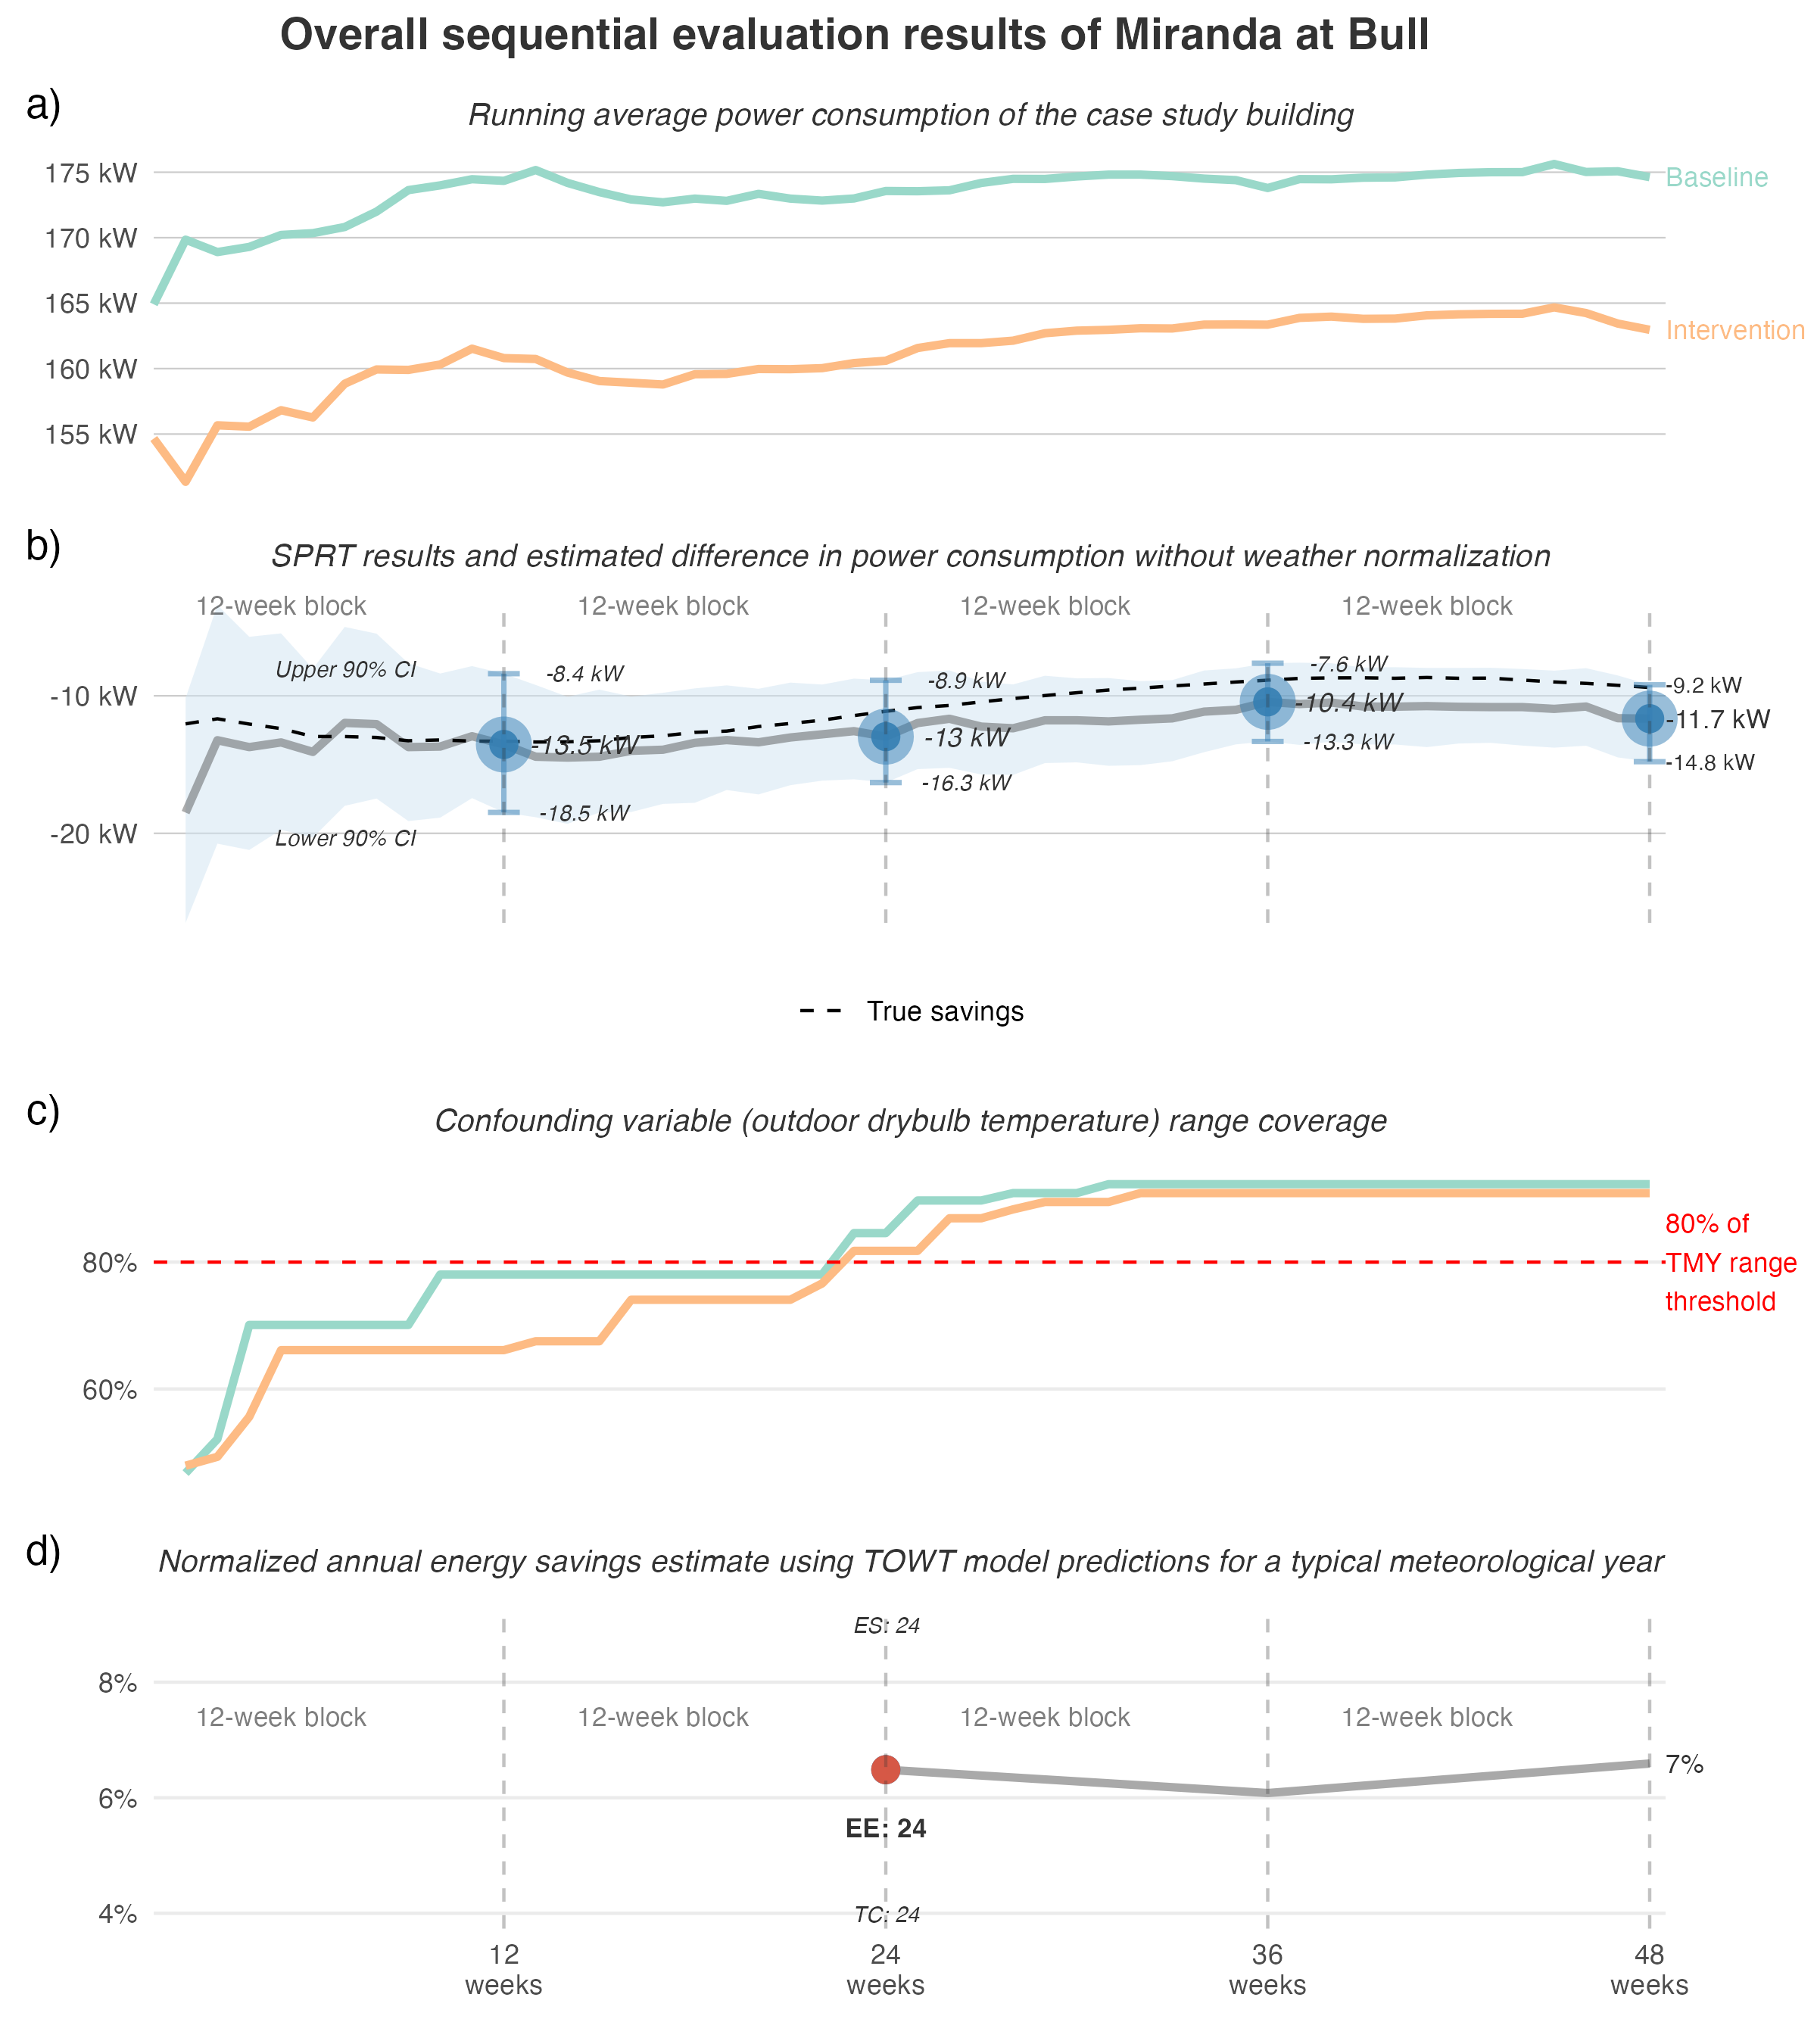 Overall sequential evaluation results of Miranda at Bull
a)
Running average power consumption of the case study building
175 kW
170 kW
165 kW
160 kW
155 kW
Baseline
Intervention
b)
SPRT results and estimated difference in power consumption without weather normalization
12-week block 12-week block 12-week block 12-week block
Upper 90% CI
Lower 90% CI
-10 kW
-20 kW
-8.4 kW
-13.5 kW
-18.5 kW
-8.9 kW
-13 kW
-16.3 kW
-7.6 kW
-10.4 kW
-13.3 kW
-9.2 kW
-11.7 kW
-14.8 kW
True savings
c)
Confounding variable (outdoor drybulb temperature) range coverage
80%
60%
80% of
TMY range
threshold
d)
Normalized annual energy savings estimate using TOWT model predictions for a typical meteorological year
ES: 24
8%
12-week block 12-week block 12-week block 12-week block
7%
6%
EE: 24
4%
TC: 24
12 24 36 48
weeks weeks weeks weeks